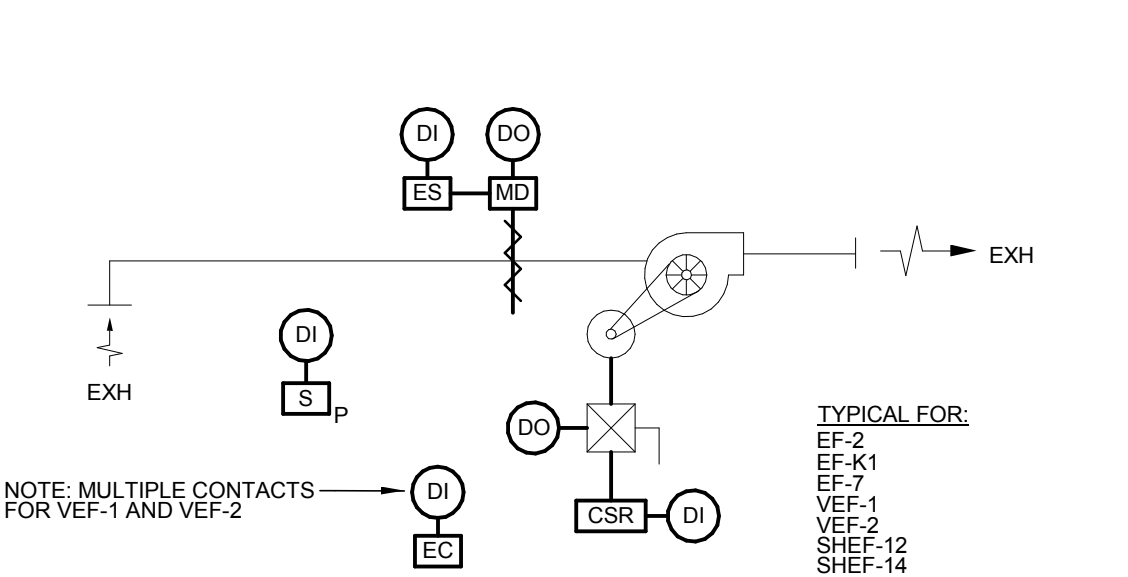 DI
DO
ES
MD
EXH
EXH
DI
S
P
DO
NOTE: MULTIPLE CONTACTS
FOR VEF-1 AND VEF-2
DI
EC
CSR
DI
TYPICAL FOR:
EF-2
EF-K1
EF-7
VEF-1
VEF-2
SHEF-12
SHEF-14